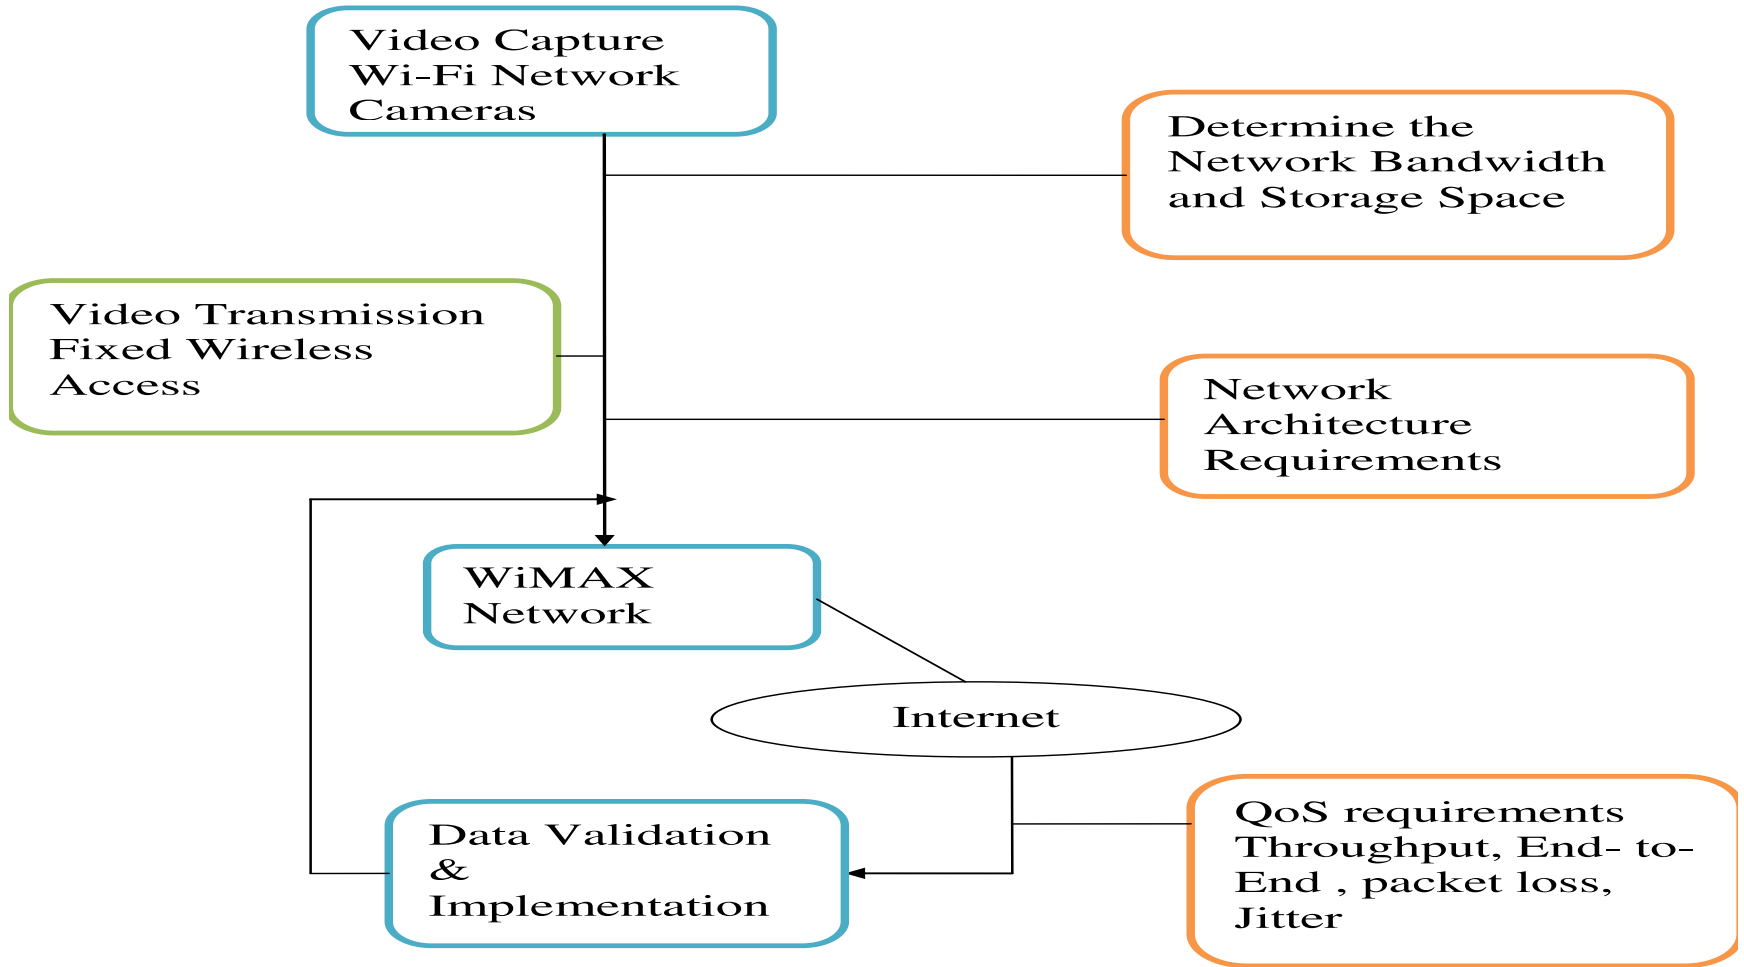 Video Capture
Wi-Fi Network
Cameras
Determine the
Network Bandwidth
and Storage Space
Video Transmission
Fixed Wireless
Access
Network
Architecture
Requirements
WiMAX
Network
Internet
Data Validation
&
Implementation
QoS requirements
Throughput, End- to-
End , packet loss,
Jitter